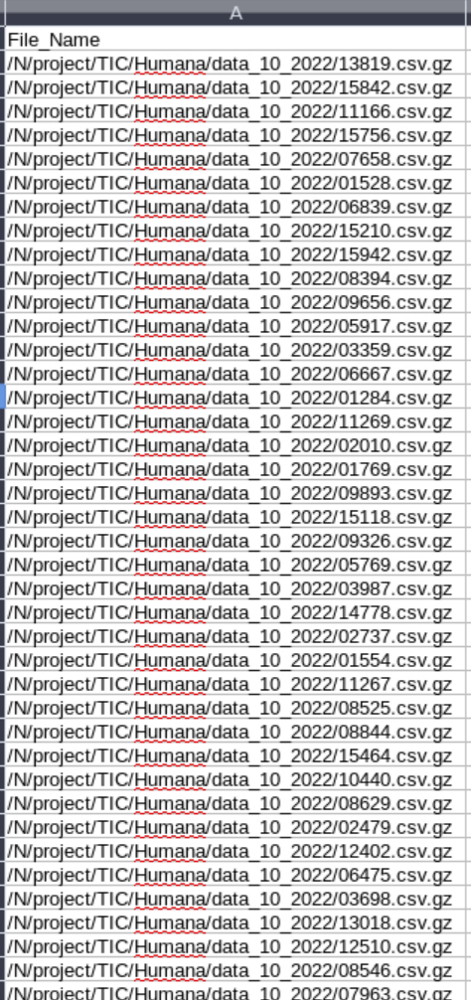 A
File_Name
/N/project/TIC/Humana/data_10_2022/13819.csv.gz
/N/project/TIC/Humana/data_10_2022/15842.csv.gz
/N/project/TIC/Humana/data_10_2022/11166.csv.gz
/N/project/TIC/Humana/data_10_2022/15756.csv.gz
/N/project/TIC/Humana/data_10_2022/07658.csv.gz
/N/project/TIC/Humana/data_10_2022/01528.csv.gz
/N/project/TIC/Humana/data_10_2022/06839.csv.gz
/N/project/TIC/Humana/data_10_2022/15210.csv.gz
/N/project/TIC/Humana/data_10_2022/15942.csv.gz
/N/project/TIC/Humana/data_10_2022/08394.csv.gz
/N/project/TIC/Humana/data_10_2022/09656.csv.gz
/N/project/TIC/Humana/data_10_2022/05917.csv.gz
/N/project/TIC/Humana/data_10_2022/03359.csv.gz
/N/project/TIC/Humana/data_10_2022/06667.csv.gz
/N/project/TIC/Humana/data_10_2022/01284.csv.gz
/N/project/TIC/Humana/data_10_2022/11269.csv.gz
/N/project/TIC/Humana/data_10_2022/02010.csv.gz
/N/project/TIC/Humana/data_10_2022/01769.csv.gz
/N/project/TIC/Humana/data_10_2022/09893.csv.gz
/N/project/TIC/Humana/data_10_2022/15118.csv.gz
/N/project/TIC/Humana/data_10_2022/09326.csv.gz
/N/project/TIC/Humana/data_10_2022/05769.csv.gz
/N/project/TIC/Humana/data_10_2022/03987.csv.gz
/N/project/TIC/Humana/data_10_2022/14778.csv.gz
/N/project/TIC/Humana/data_10_2022/02737.csv.gz
/N/project/TIC/Humana/data_10_2022/01554.csv.gz
/N/project/TIC/Humana/data_10_2022/11267.csv.gz
/N/project/TIC/Humana/data_10_2022/08525.csv.gz
/N/project/TIC/Humana/data_10_2022/08844.csv.gz
/N/project/TIC/Humana/data_10_2022/15464.csv.gz
/N/project/TIC/Humana/data_10_2022/10440.csv.gz
/N/project/TIC/Humana/data_10_2022/08629.csv.gz
/N/project/TIC/Humana/data_10_2022/02479.csv.gz
/N/project/TIC/Humana/data_10_2022/12402.csv.gz
/N/project/TIC/Humana/data_10_2022/06475.csv.gz
/N/project/TIC/Humana/data_10_2022/03698.csv.gz
/N/project/TIC/Humana/data_10_2022/13018.csv.gz
/N/project/TIC/Humana/data_10_2022/12510.csv.gz
/N/project/TIC/Humana/data_10_2022/08546.csv.gz
/N/project/TIC/Humana/data_10_2022/07963.csv.gz